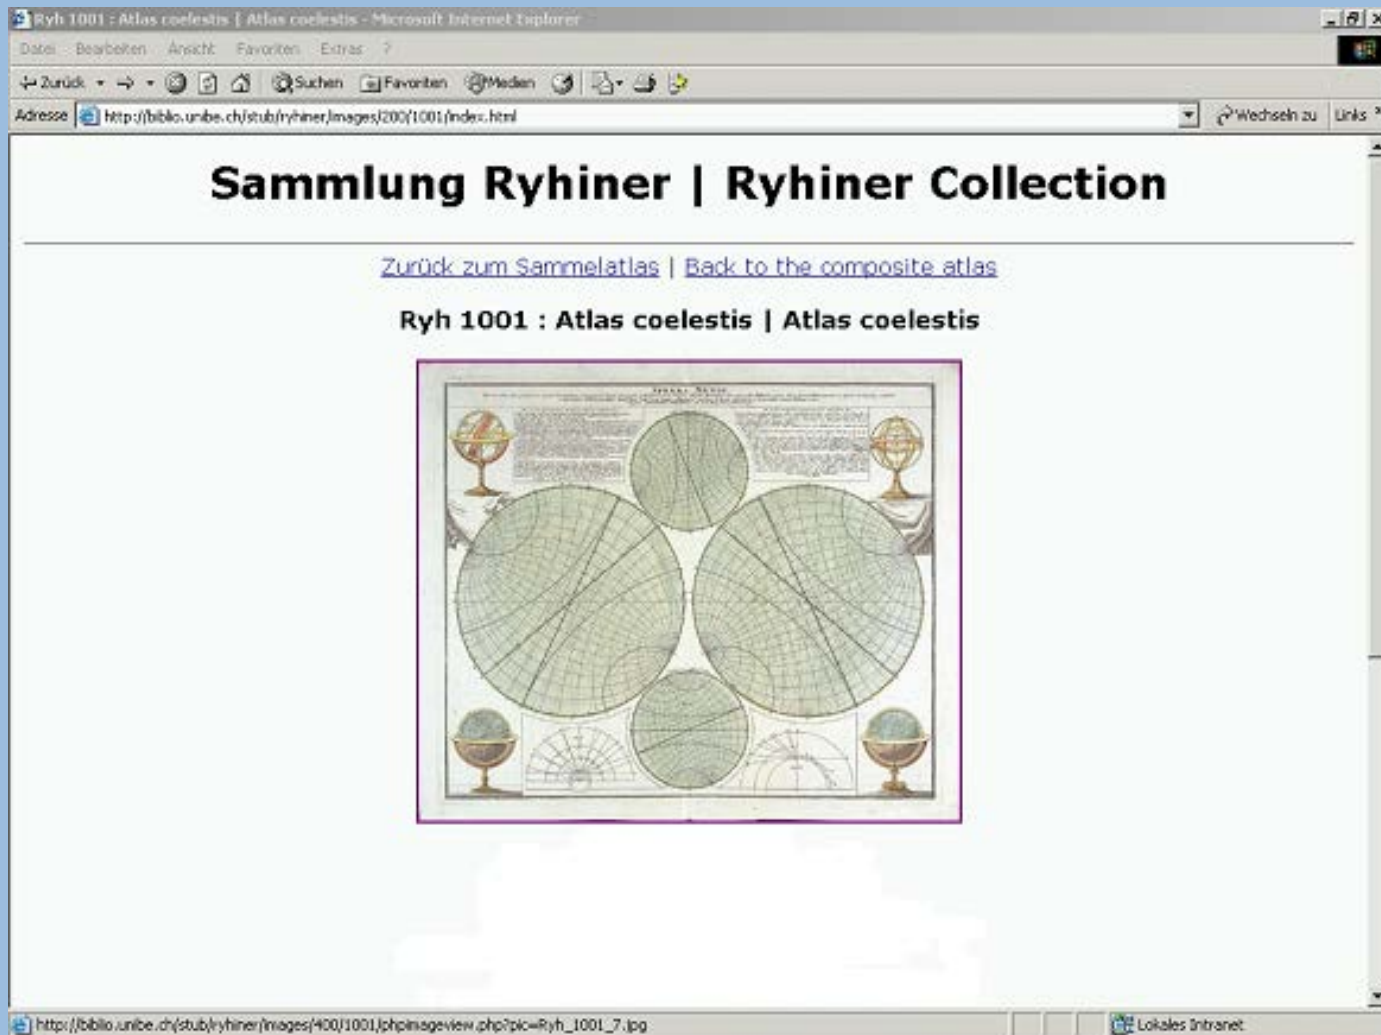 Ryh 1001 : Atlas coelestis | Atlas coelestis - Microsoft Internet Explorer
Datei Bearbeiten Ansicht Favoriten Extras ?
Zurück Suchen Favoriten Medien
Adresse http://biblio.unibe.ch/stub/ryhiner/images/200/1001/index.html Wechseln zu Links »
Sammlung Ryhiner | Ryhiner Collection
Zurück zum Sammelatlas | Back to the composite atlas
Ryh 1001 : Atlas coelestis | Atlas coelestis
http://biblio.unibe.ch/stub/ryhiner/images/400/1001/phpimageview.php?pic=Ryh_1001_7.jpg Lokales Intranet